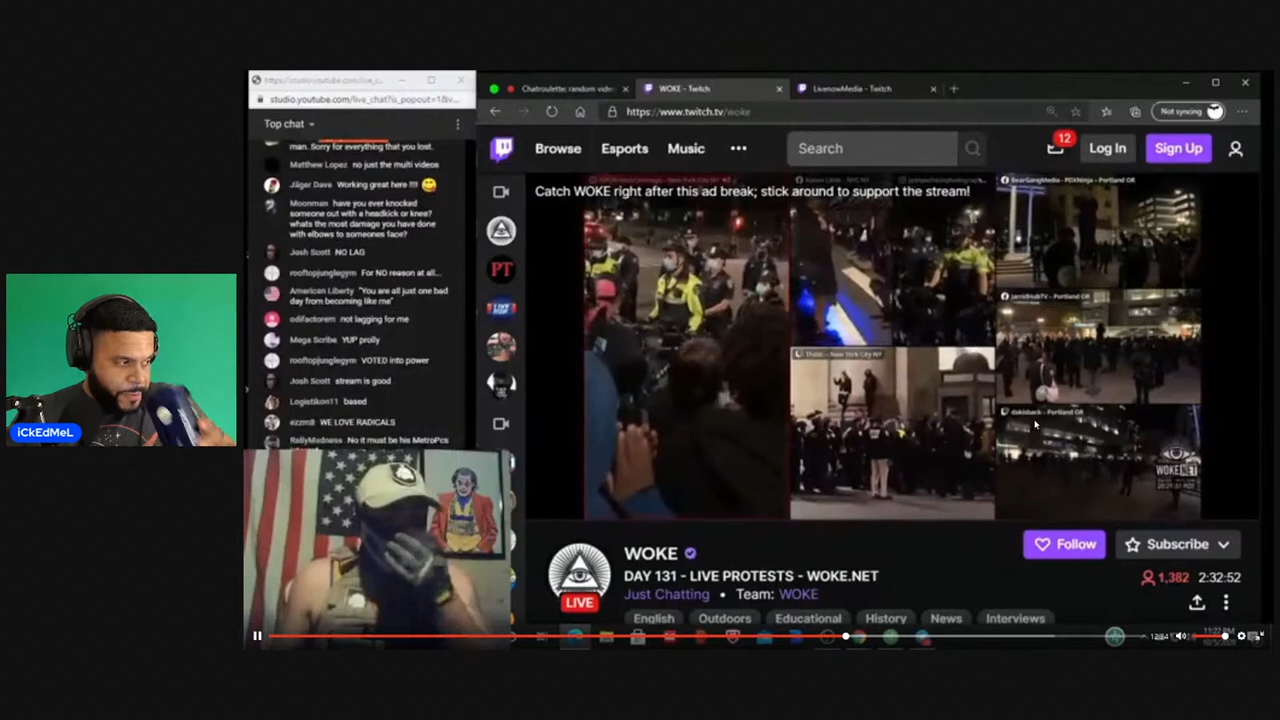 studio.youtube.com/live_chat?is_popout=1&v...
Top chat
man. Sorry for everything that you lost.
Matthew Lopez no just the multi videos
Jäger Dave Working great here !!!!
Moonman have you ever knocked
someone out with a headkick or knee?
whats the most damage you have done
with elbows to someones face?
Josh Scott NO LAG
rooftopjunglegym For NO reason at all...
American Liberty "You are all just one bad
day from becoming like me"
odifactorem not lagging for me
Mega Scribe YUP prolly
rooftopjunglegym VOTED into power
Josh Scott stream is good
Logistikon11 based
ezzm8 WE LOVE RADICALS
RallyMadness No it must be his MetroPcs
iCkEdMeL
Chatroulette: random video
WOKE - Twitch
LivenowMedia - Twitch
https://www.twitch.tv/woke
Not syncing
Browse
Esports
Music
Search
12
Log In
Sign Up
PT
Catch WOKE right after this ad break; stick around to support the stream!
BearGangMedia - PDXNinja - Portland OR
JarrodHubTV - Portland OR
New York City NY
dakisback - Portland OR
WOKENET
LIVE
WOKE
DAY 131 - LIVE PROTESTS - WOKE.NET
Just Chatting • Team: WOKE
Follow
Subscribe
1,382
2:32:52
English
Outdoors
Educational
History
News
Interviews